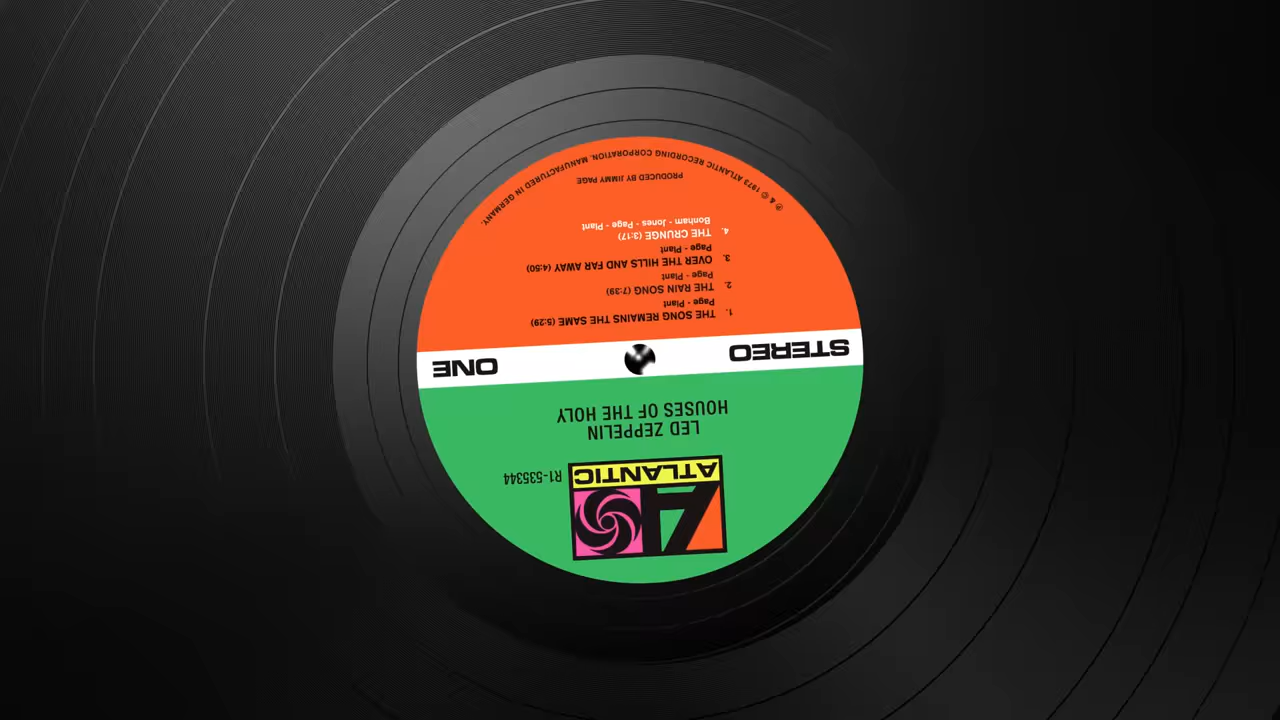 ATLANTIC
R1-535344
LED ZEPPELIN
HOUSES OF THE HOLY
STEREO
ONE
1. THE SONG REMAINS THE SAME (5:29)
Page - Plant
2. THE RAIN SONG (7:39)
Page - Plant
3. OVER THE HILLS AND FAR AWAY (4:50)
Page - Plant
4. THE CRUNGE (3:17)
Bonham - Jones - Page - Plant
PRODUCED BY JIMMY PAGE
℗ & © 1973 ATLANTIC RECORDING CORPORATION. MANUFACTURED IN GERMANY.